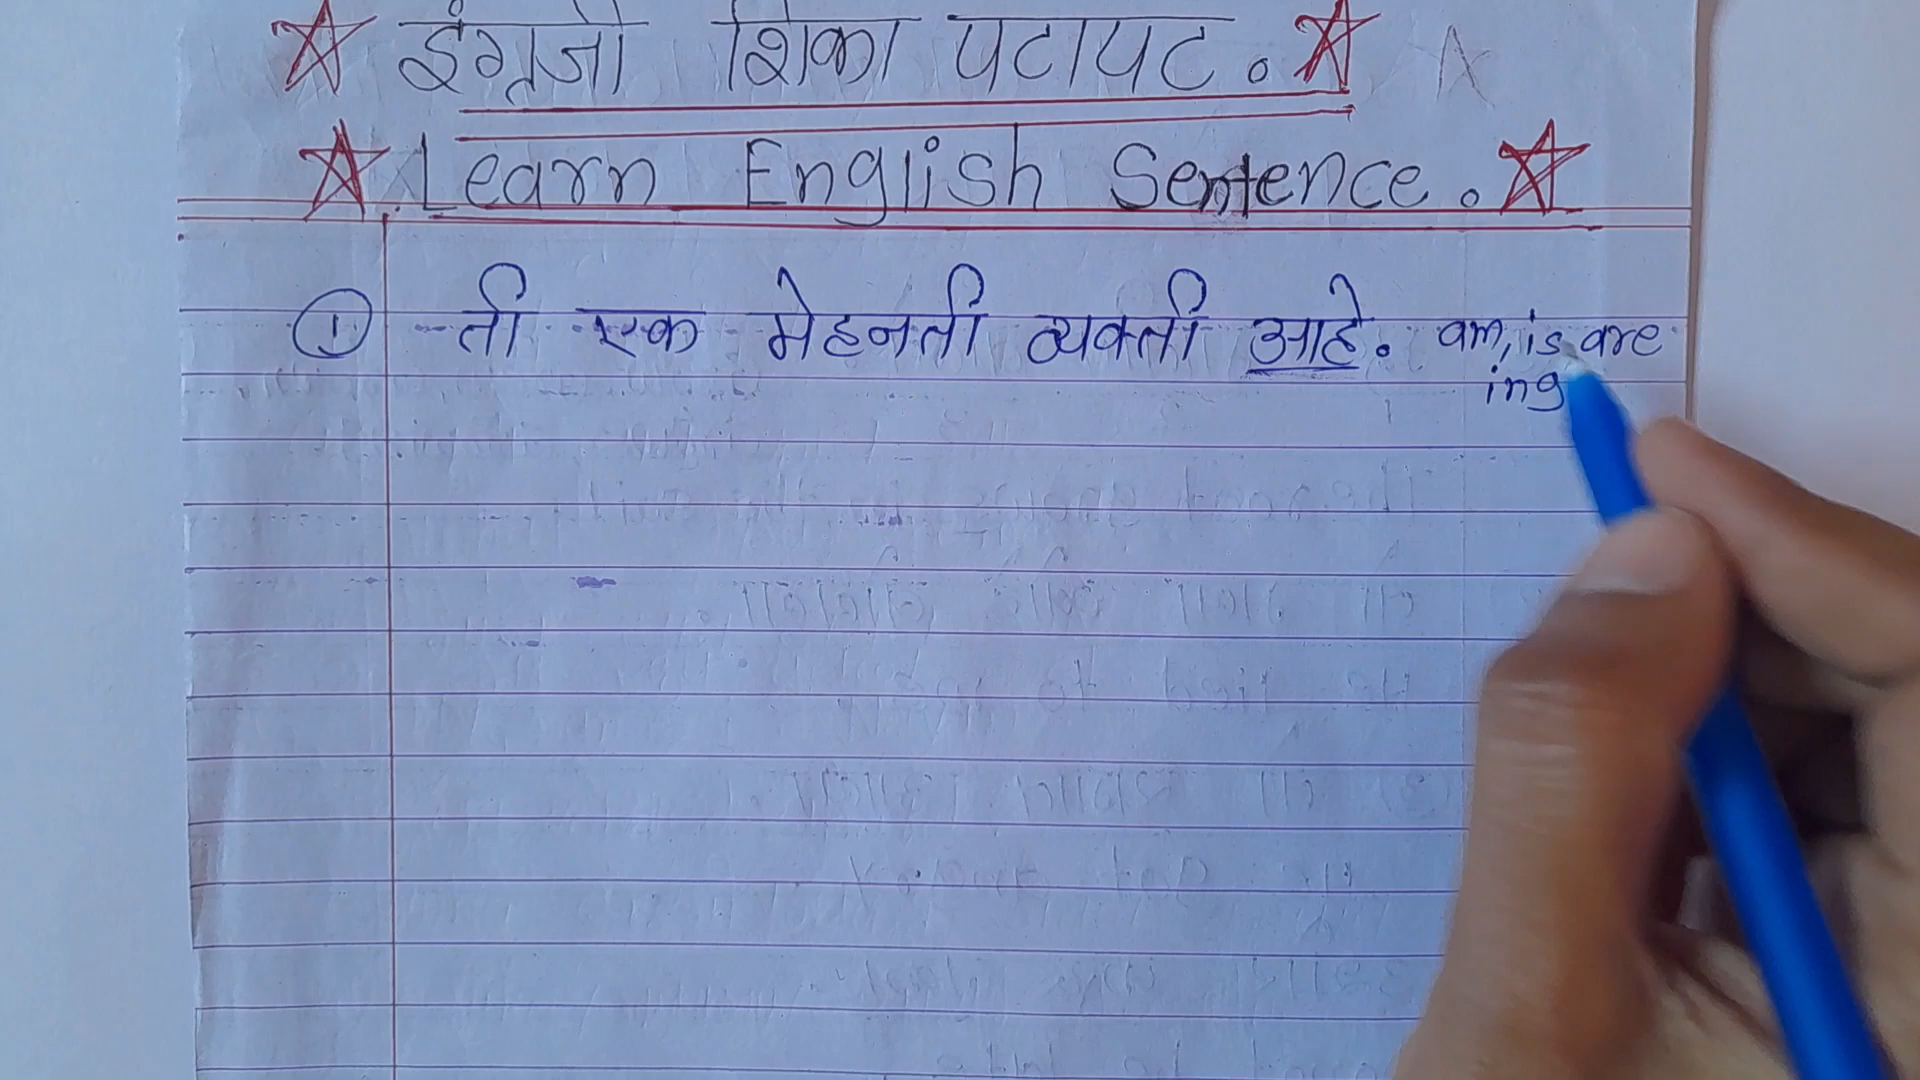 इंग्रजी शिका पटापट.
Learn English Sentence.
① ती एक मेहनती व्यक्ती आहे. am, is are
ing